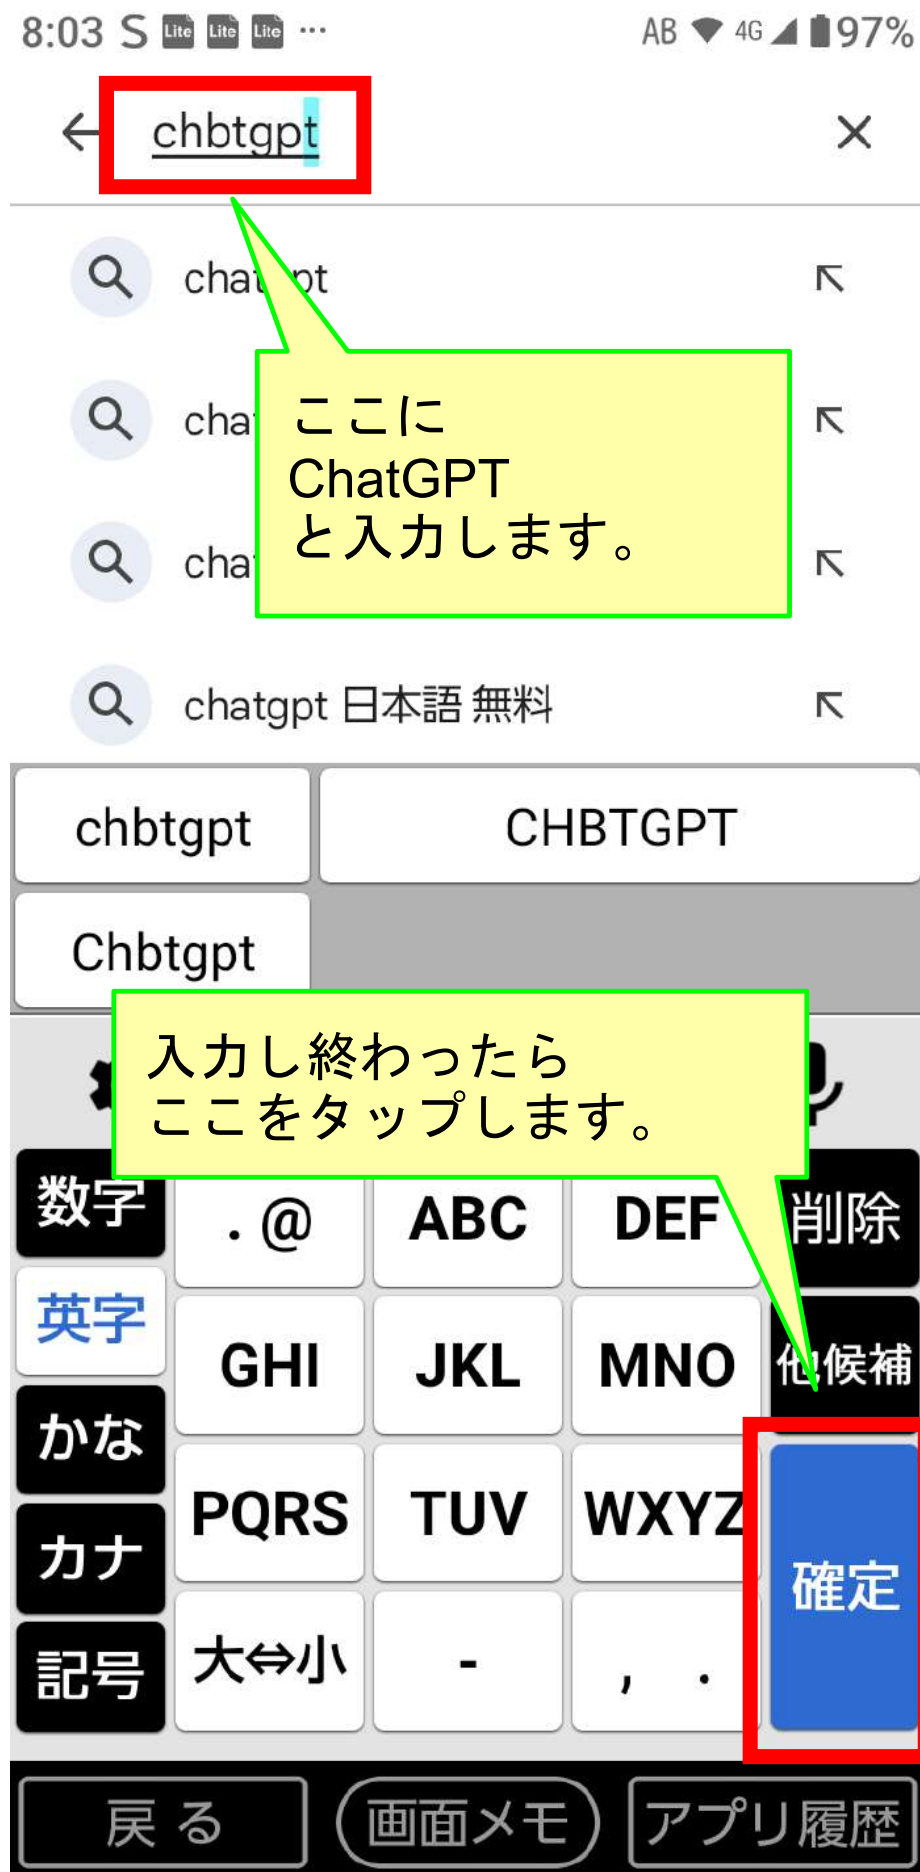 8:03 S Lite Lite Lite ··· AB 4G 97%
chbtgpt
ここに
ChatGPT
と入力します。
chatgpt 日本語 無料
chbtgpt CHBTGPT
Chbtgpt
入力し終わったら
ここをタップします。
数字 . @ ABC DEF 削除
英字 GHI JKL MNO 他候補
かな PQRS TUV WXYZ
カナ 確定
記号 大⇔小 - , .
戻る 画面メモ アプリ履歴